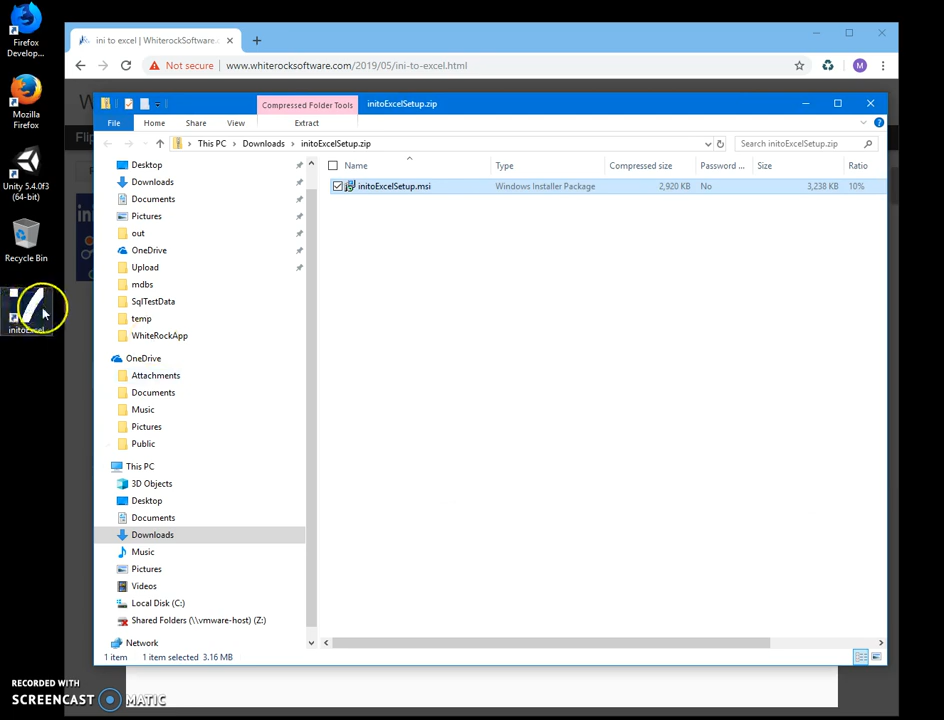 Firefox
Develop...
Mozilla
Firefox
Unity 5.4.0f3
(64-bit)
Recycle Bin
initoExcel
ini to excel | WhiterockSoftware.c
Not secure
www.whiterocksoftware.com/2019/05/ini-to-excel.html
M
Compressed Folder Tools
initoExcelSetup.zip
File
Home
Share
View
Extract
This PC
Downloads
initoExcelSetup.zip
Search initoExcelSetup.zip
Name
Type
Compressed size
Password ...
Size
Ratio
initoExcelSetup.msi
Windows Installer Package
2,920 KB
No
3,238 KB
10%
Desktop
Downloads
Documents
Pictures
out
OneDrive
Upload
mdbs
SqlTestData
temp
WhiteRockApp
OneDrive
Attachments
Documents
Music
Pictures
Public
This PC
3D Objects
Desktop
Documents
Downloads
Music
Pictures
Videos
Local Disk (C:)
Shared Folders (\\vmware-host) (Z:)
Network
1 item
1 item selected 3.16 MB
RECORDED WITH
SCREENCAST MATIC